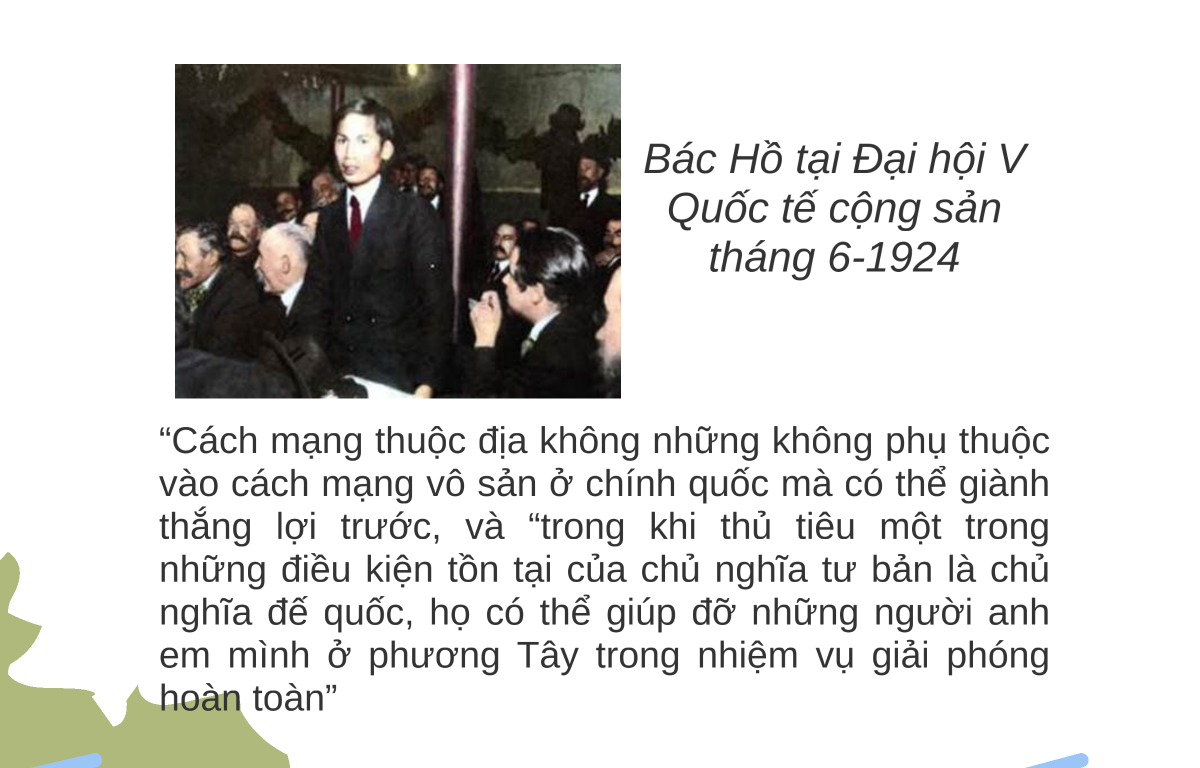 Bác Hồ tại Đại hội V
Quốc tế cộng sản
tháng 6-1924
“Cách mạng thuộc địa không những không phụ thuộc
vào cách mạng vô sản ở chính quốc mà có thể giành
thắng lợi trước, và “trong khi thủ tiêu một trong
những điều kiện tồn tại của chủ nghĩa tư bản là chủ
nghĩa đế quốc, họ có thể giúp đỡ những người anh
em mình ở phương Tây trong nhiệm vụ giải phóng
hoàn toàn”